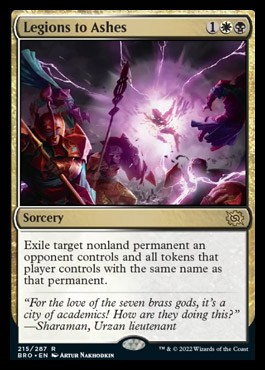 Legions to Ashes 1
Sorcery
Exile target nonland permanent an
opponent controls and all tokens that
player controls with the same name as
that permanent.
“For the love of the seven brass gods, it’s a
city of academics! How are they doing this?”
—Sharaman, Urzan lieutenant
215/287 R
BRO • EN Artur Nakhodkin
™ & © 2022 Wizards of the Coast